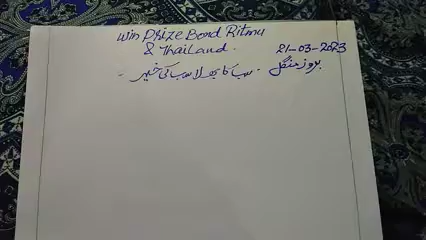 Win Prize Bond Ritmu
& Thailand. 21-03-2023
بروز منگل . سب کا بھلا سب کی خیر -